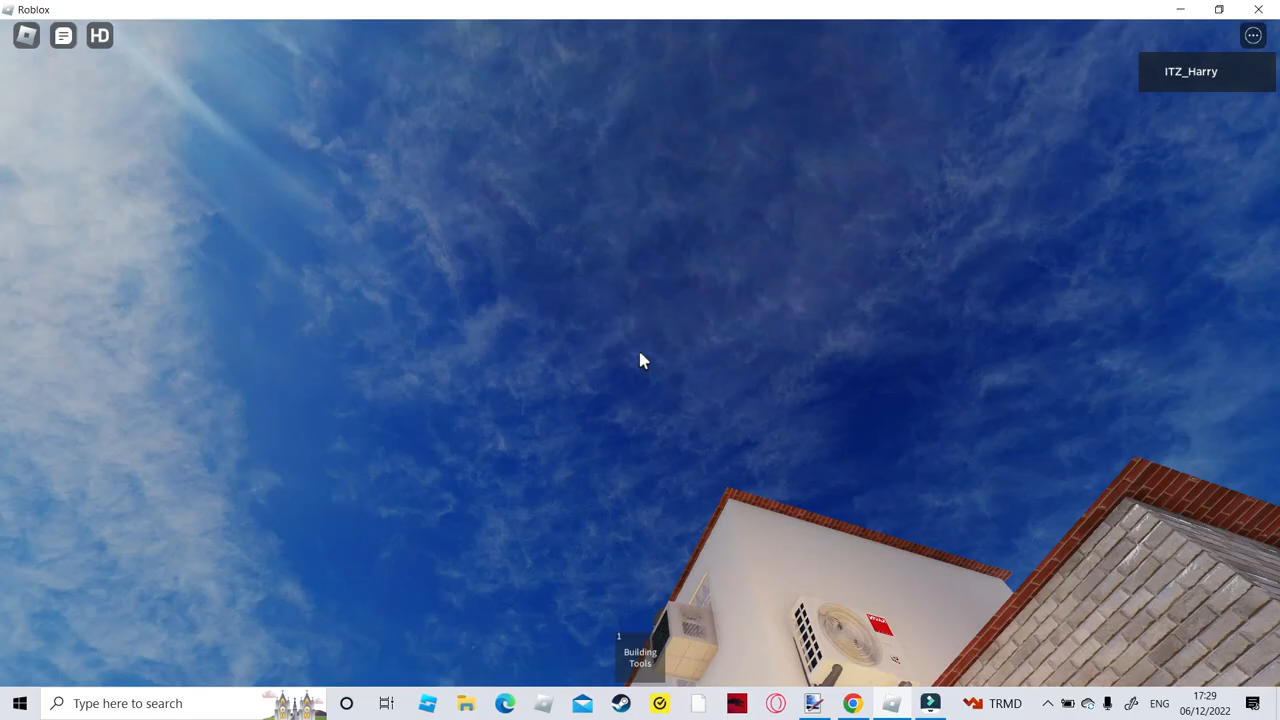 Roblox
HD
ITZ_Harry
1
Building
Tools
Type here to search
TRMD
ENG
17:29
06/12/2022